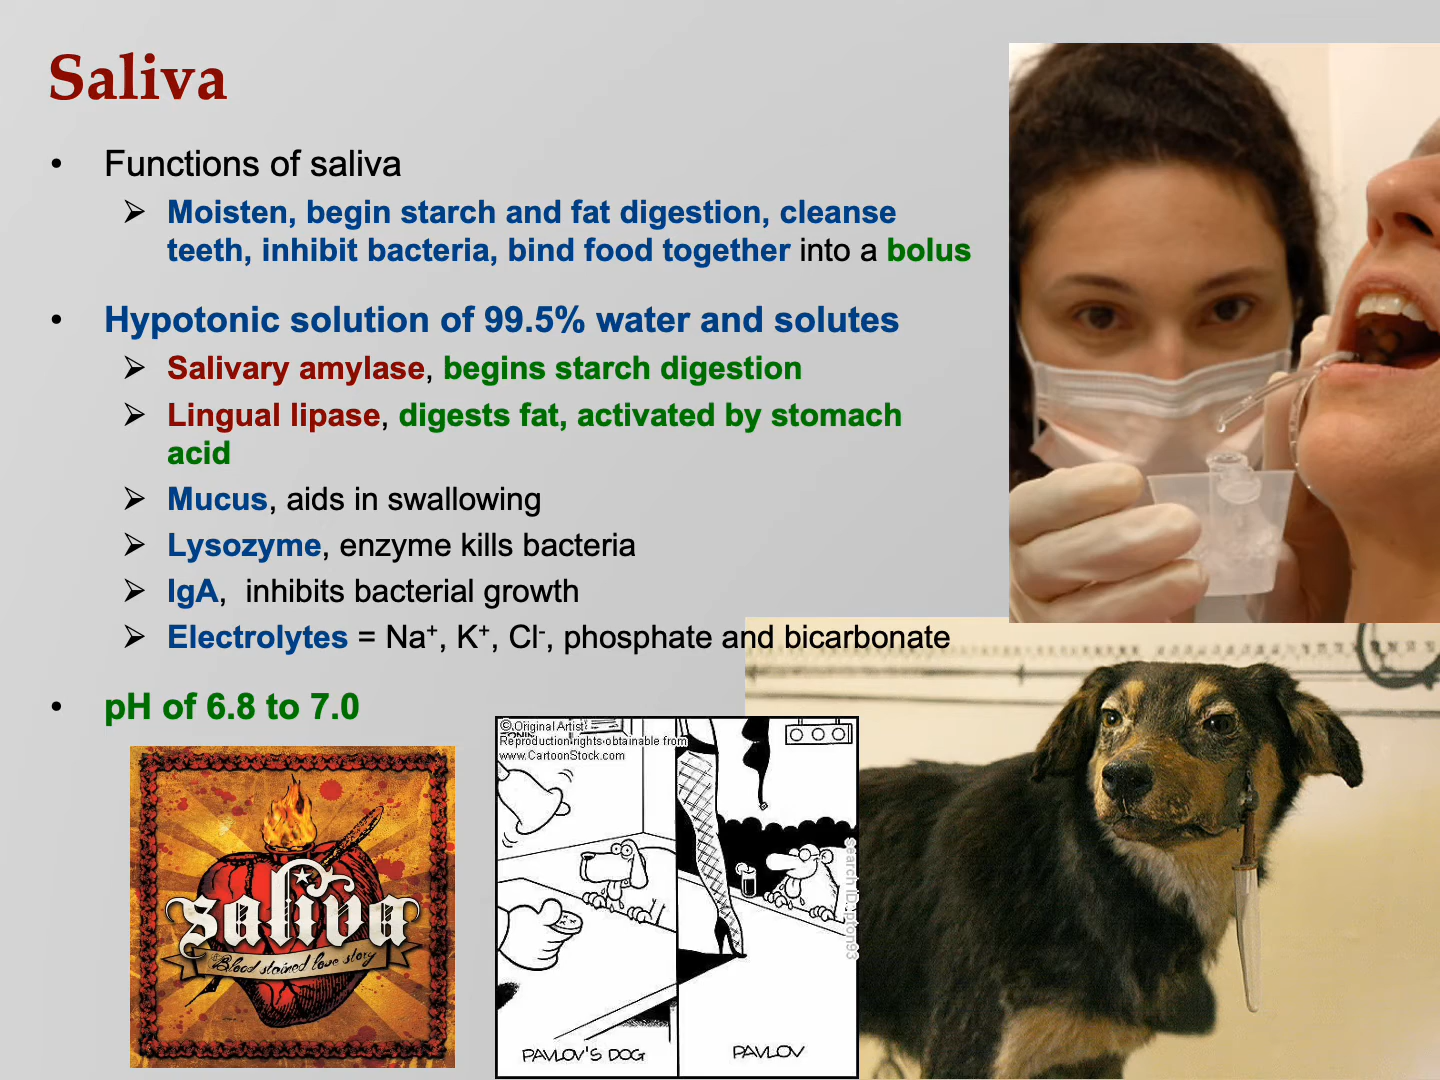 Saliva
• Functions of saliva
➢ Moisten, begin starch and fat digestion, cleanse
teeth, inhibit bacteria, bind food together into a bolus
• Hypotonic solution of 99.5% water and solutes
➢ Salivary amylase, begins starch digestion
➢ Lingual lipase, digests fat, activated by stomach
acid
➢ Mucus, aids in swallowing
➢ Lysozyme, enzyme kills bacteria
➢ IgA,  inhibits bacterial growth
➢ Electrolytes = Na⁺, K⁺, Cl⁻, phosphate and bicarbonate
• pH of 6.8 to 7.0
saliva
Blood stained love story
© Original Artist
Reproduction rights obtainable from
www.CartoonStock.com
search ID:
PAVLOV'S DOG
PAVLOV